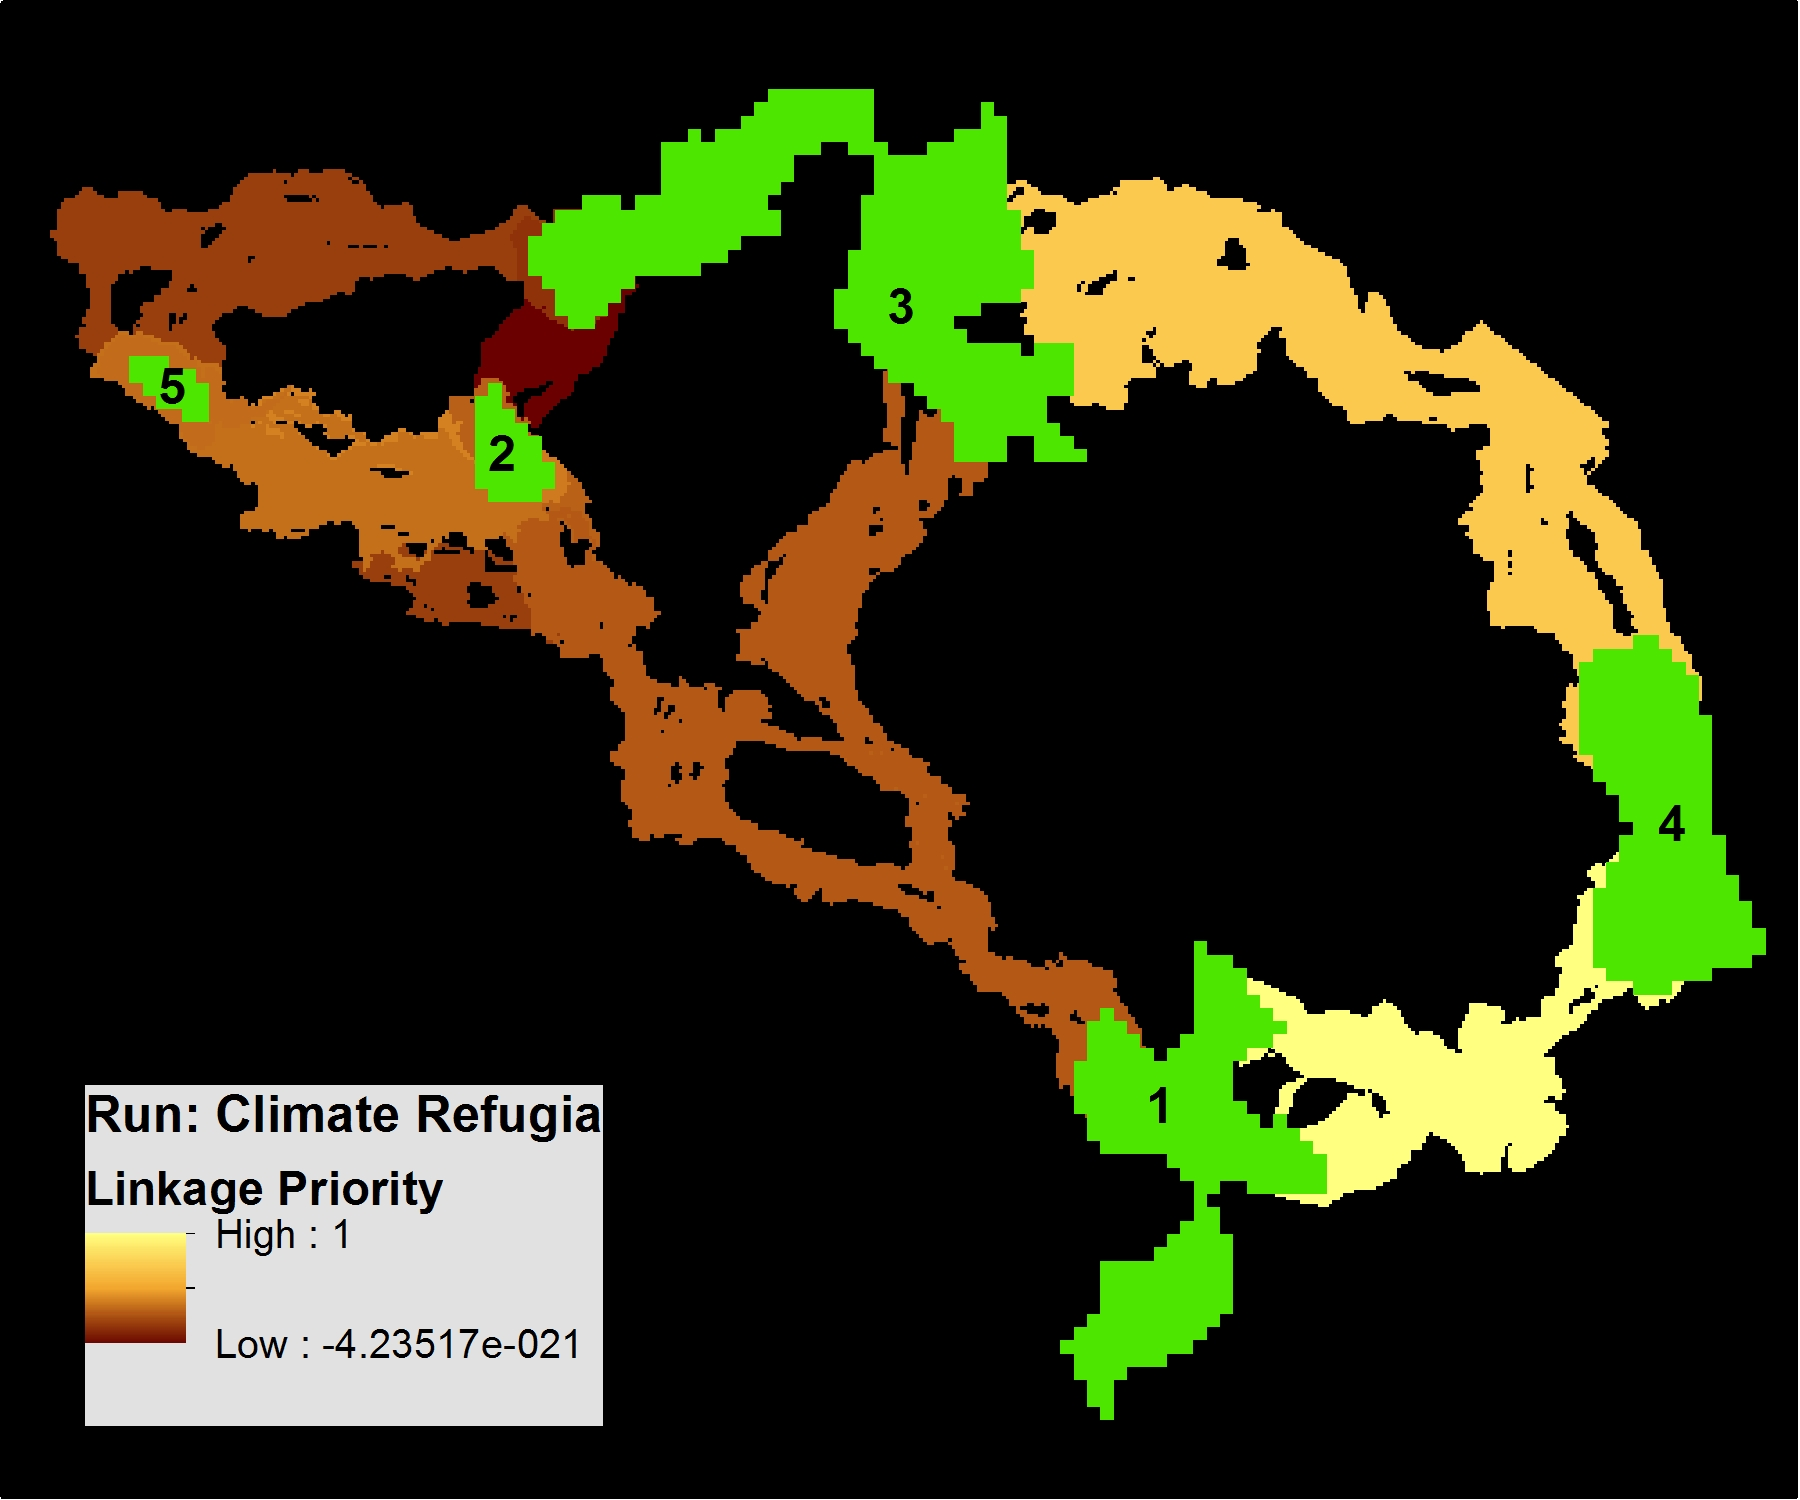 3
5
2
4
1
Run: Climate Refugia
Linkage Priority
High : 1
Low : -4.23517e-021